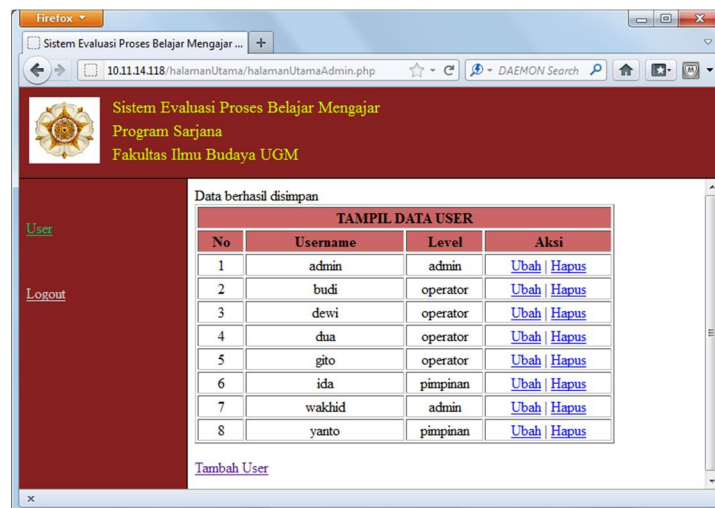 Firefox
Sistem Evaluasi Proses Belajar Mengajar ... +
10.11.14.118/halamanUtama/halamanUtamaAdmin.php DAEMON Search
Sistem Evaluasi Proses Belajar Mengajar
Program Sarjana
Fakultas Ilmu Budaya UGM
User
Logout
Data berhasil disimpan
TAMPIL DATA USER
No Username Level Aksi
1 admin admin Ubah | Hapus
2 budi operator Ubah | Hapus
3 dewi operator Ubah | Hapus
4 dua operator Ubah | Hapus
5 gito operator Ubah | Hapus
6 ida pimpinan Ubah | Hapus
7 wakhid admin Ubah | Hapus
8 yanto pimpinan Ubah | Hapus
Tambah User
x